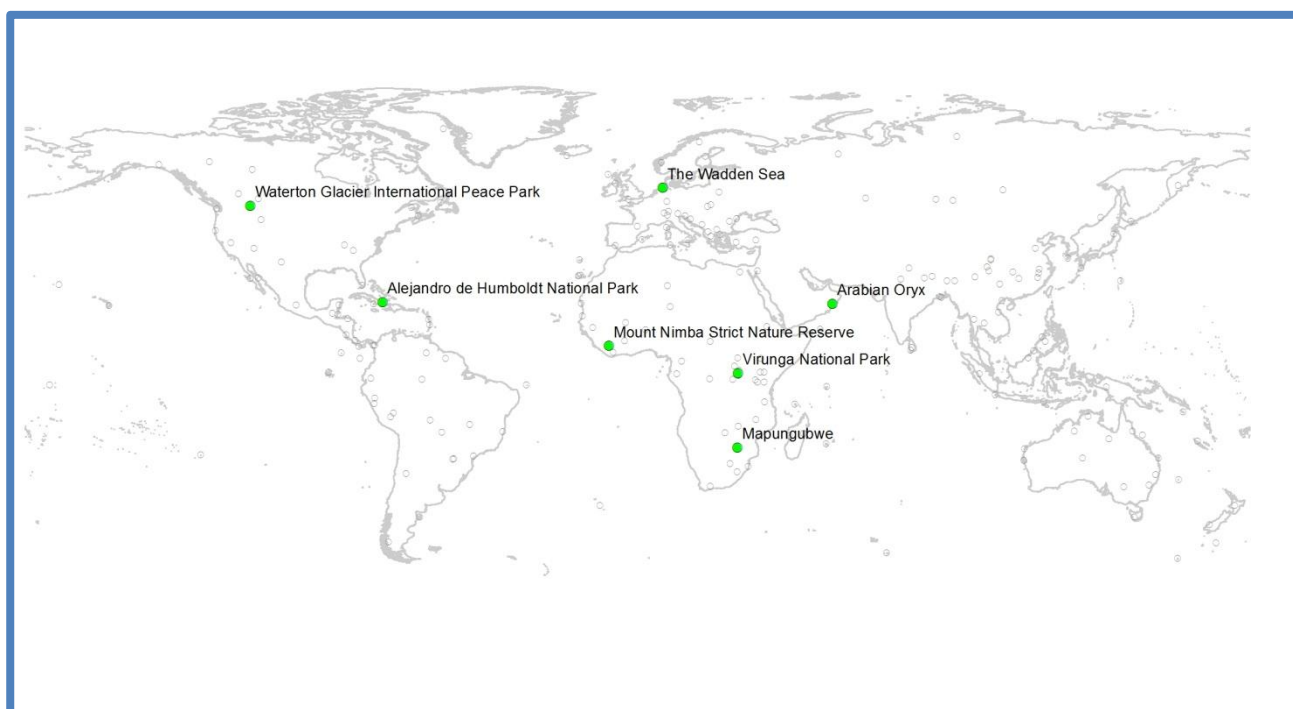 The Wadden Sea
Waterton Glacier International Peace Park
Alejandro de Humboldt National Park
Arabian Oryx
Mount Nimba Strict Nature Reserve
Virunga National Park
Mapungubwe